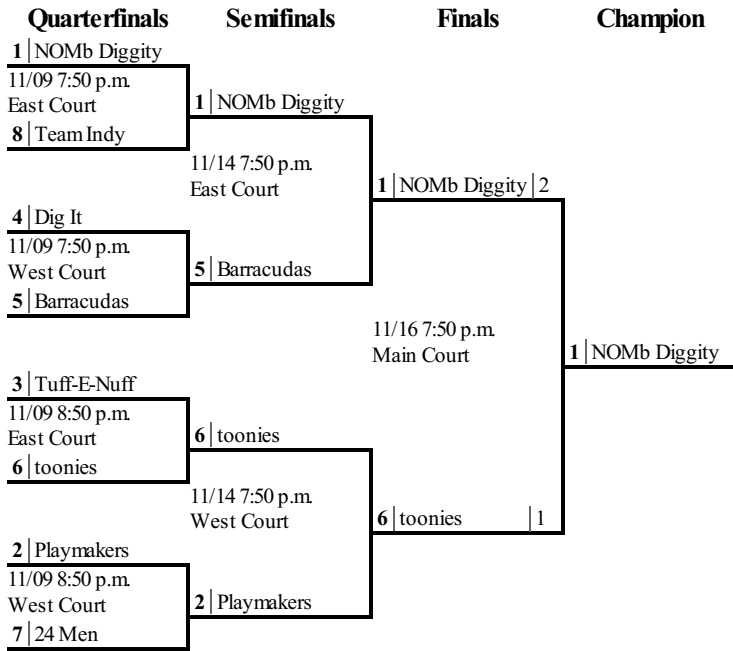 Quarterfinals Semifinals Finals Champion
1 NOMb Diggity
11/09 7:50 p.m.
East Court
8 Team Indy
4 Dig It
11/09 7:50 p.m.
West Court
5 Barracudas
3 Tuff-E-Nuff
11/09 8:50 p.m.
East Court
6 toonies
2 Playmakers
11/09 8:50 p.m.
West Court
7 24 Men
1 NOMb Diggity
11/14 7:50 p.m.
East Court
5 Barracudas
6 toonies
11/14 7:50 p.m.
West Court
2 Playmakers
1 NOMb Diggity 2
11/16 7:50 p.m.
Main Court
6 toonies 1
1 NOMb Diggity